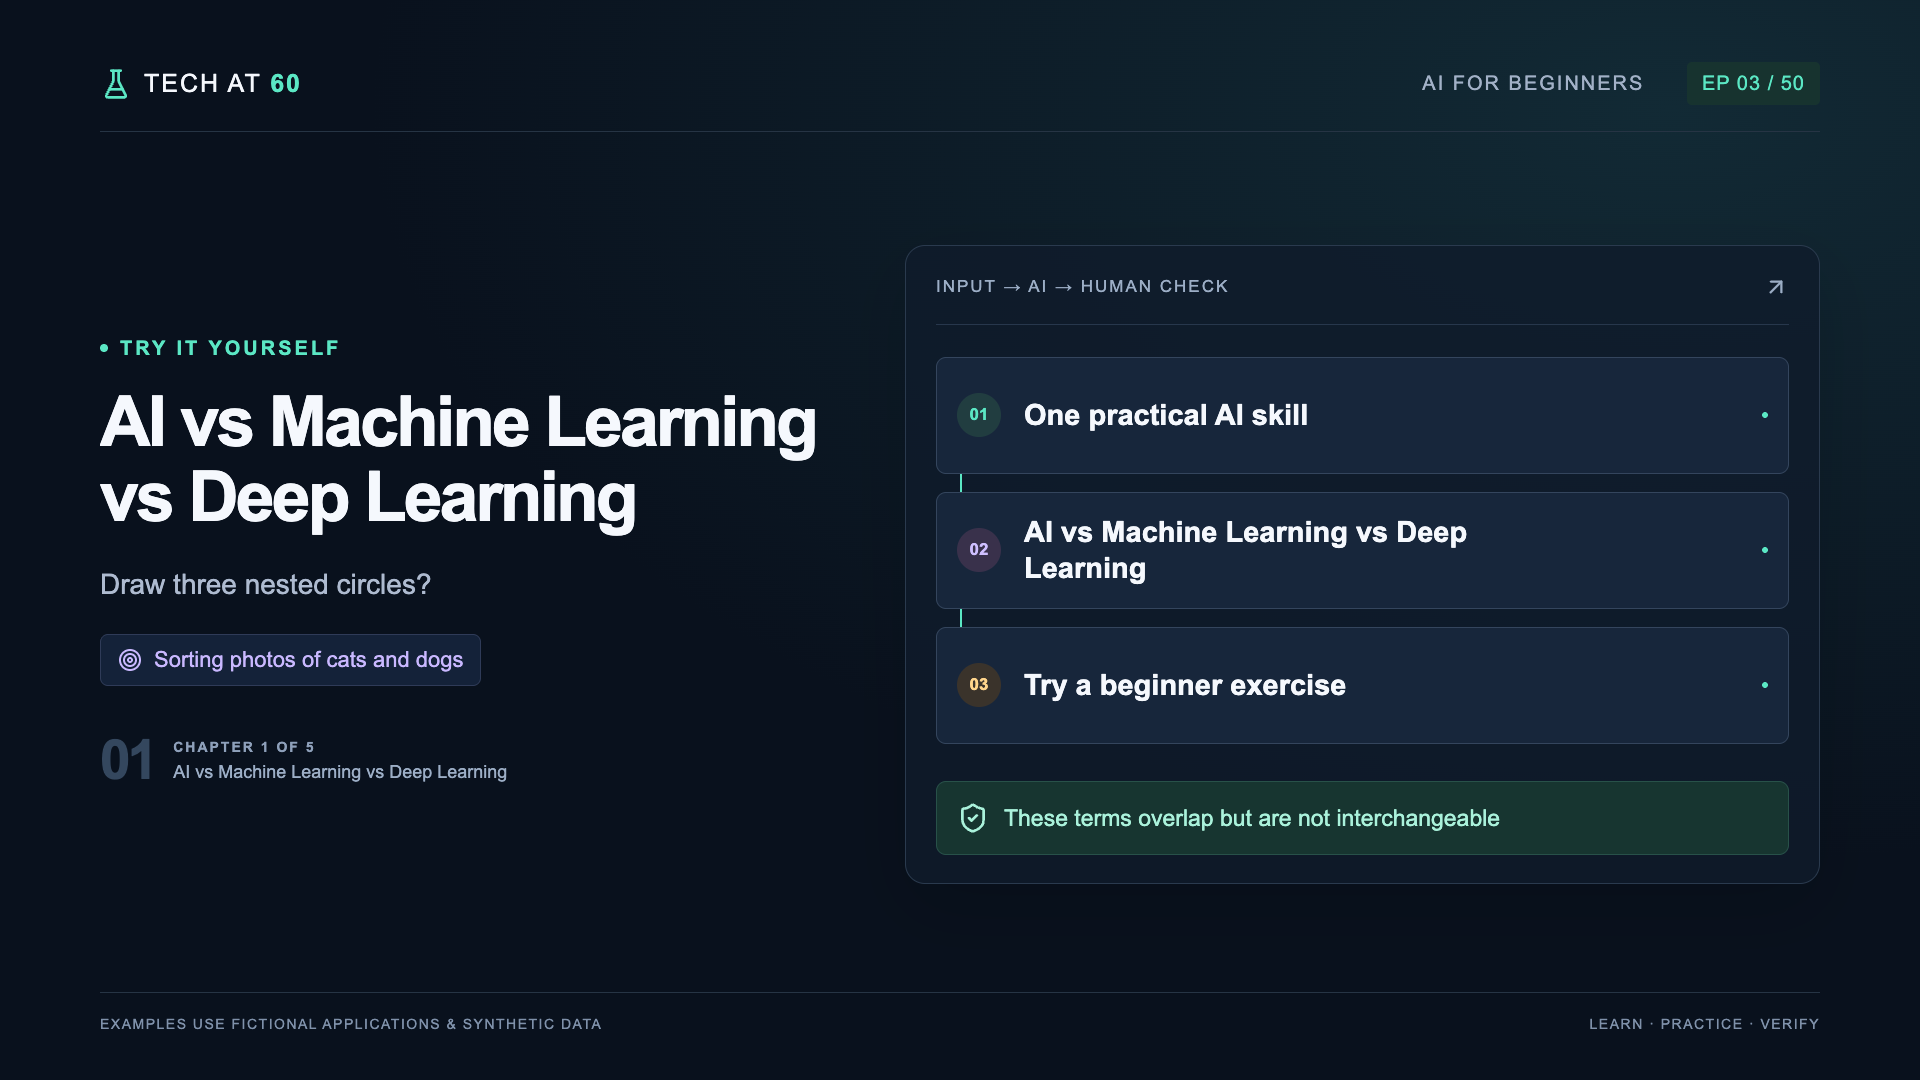 TECH AT 60
AI FOR BEGINNERS
EP 03 / 50
• TRY IT YOURSELF
AI vs Machine Learning
vs Deep Learning
Draw three nested circles?
Sorting photos of cats and dogs
01
CHAPTER 1 OF 5
AI vs Machine Learning vs Deep Learning
INPUT → AI → HUMAN CHECK
01
One practical AI skill
02
AI vs Machine Learning vs Deep
Learning
03
Try a beginner exercise
These terms overlap but are not interchangeable
EXAMPLES USE FICTIONAL APPLICATIONS & SYNTHETIC DATA
LEARN · PRACTICE · VERIFY